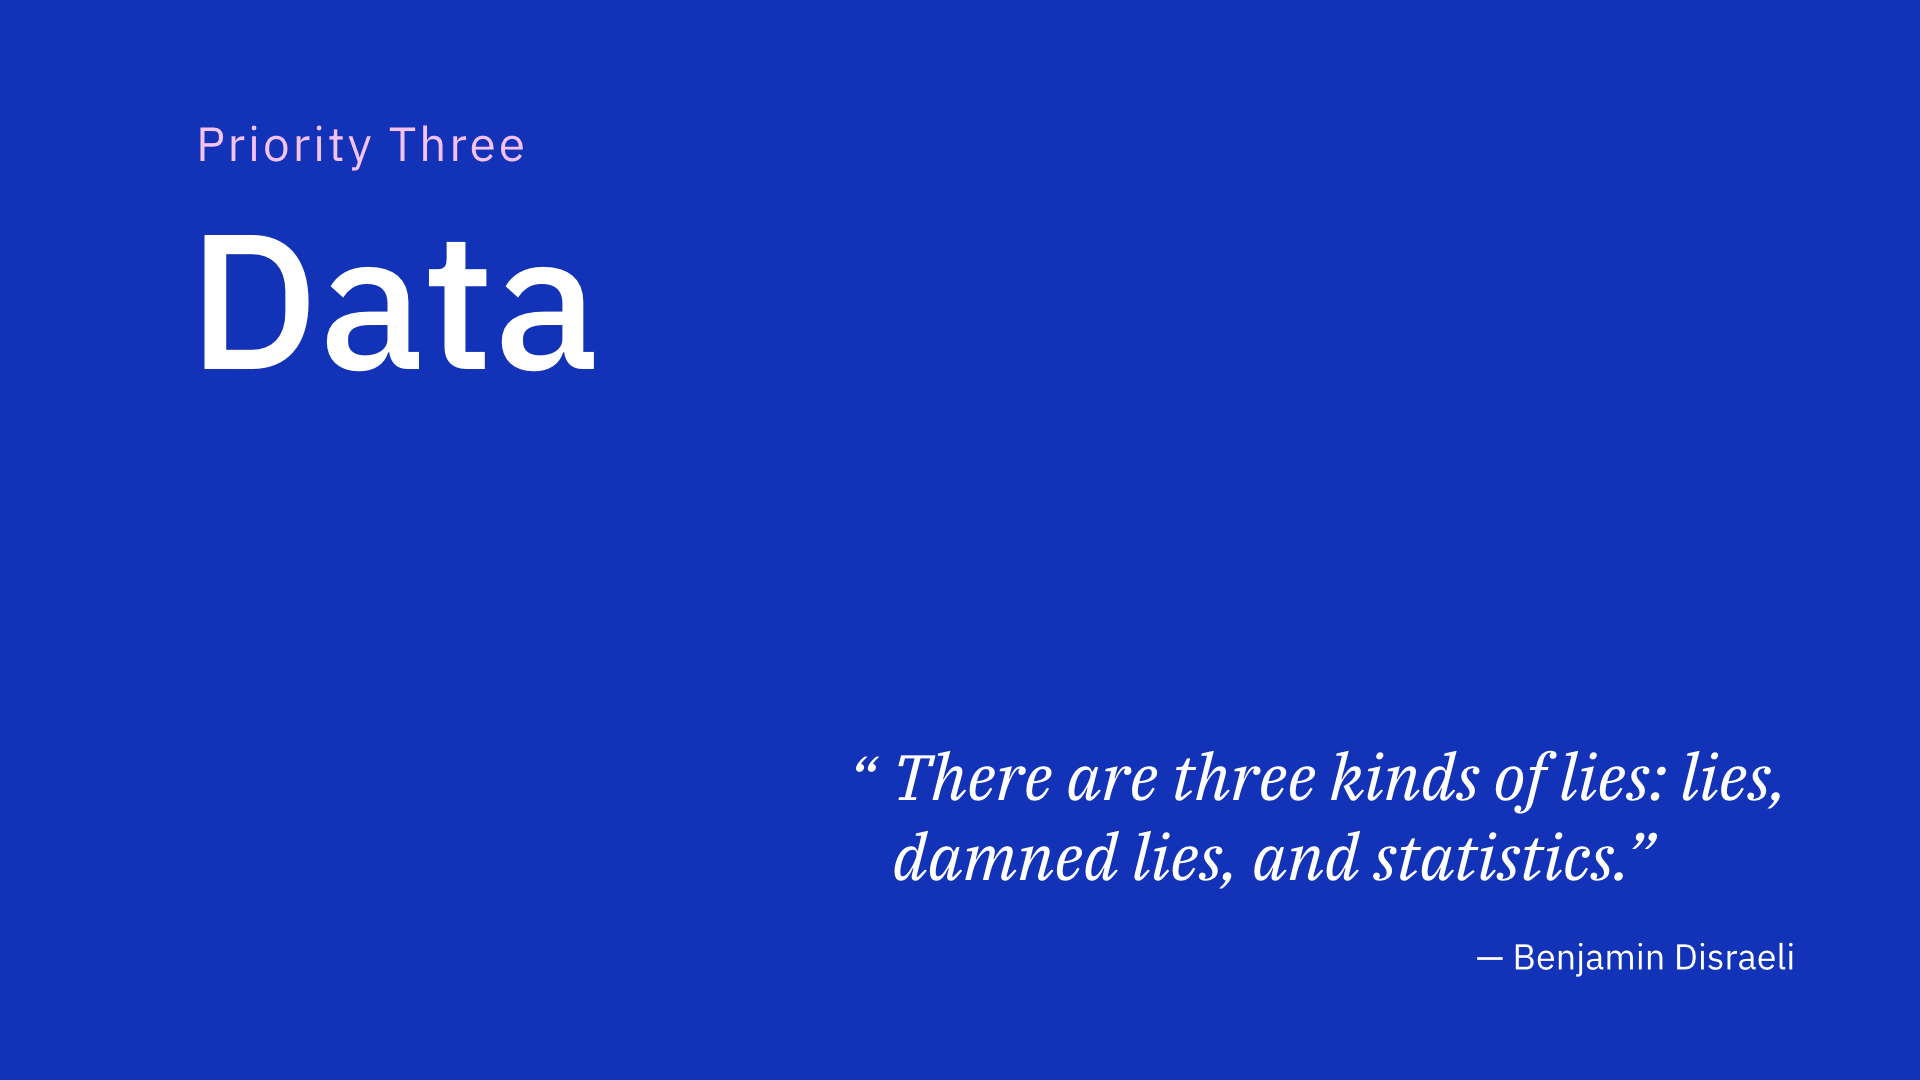 Priority Three
Data
“ There are three kinds of lies: lies,
damned lies, and statistics.”
— Benjamin Disraeli